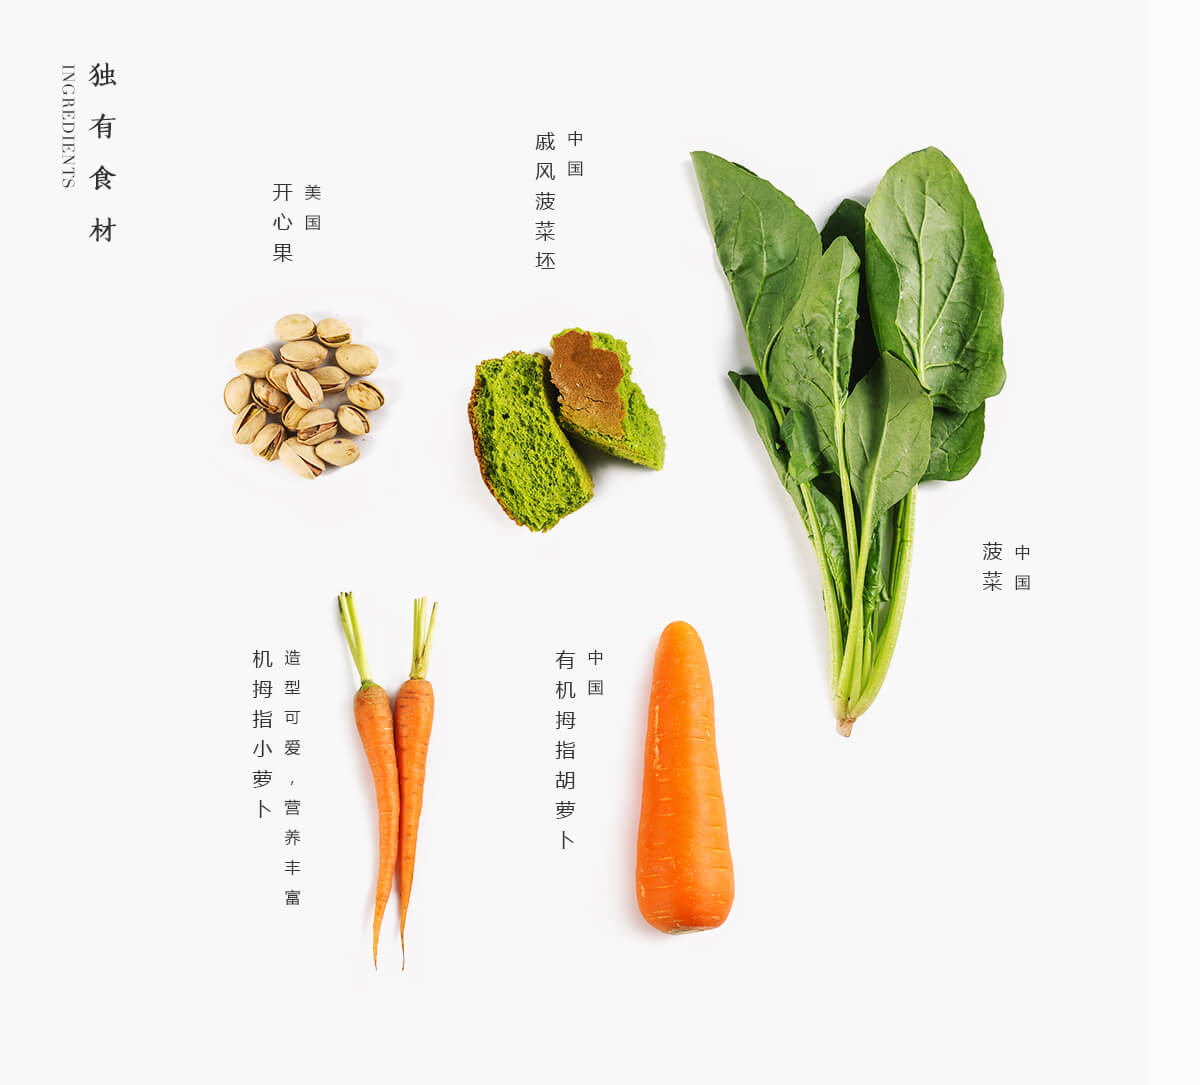 独有食材
INGREDIENTS
美国
开心果
中国
戚风菠菜坯
中国
菠菜
造型可爱，营养丰富
机拇指小萝卜
中国
有机拇指胡萝卜